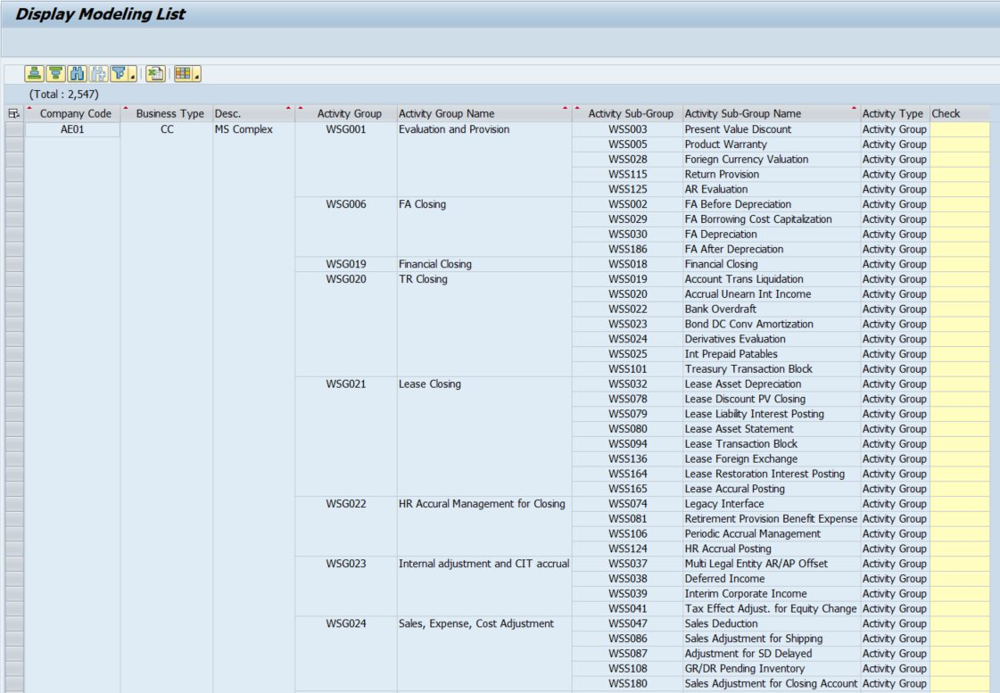 Display Modeling List
(Total : 2,547)
Company Code Business Type Desc. Activity Group Activity Group Name Activity Sub-Group Activity Sub-Group Name Activity Type Check
AE01 CC MS Complex WSG001 Evaluation and Provision WSS003 Present Value Discount Activity Group
WSS005 Product Warranty Activity Group
WSS028 Foriegn Currency Valuation Activity Group
WSS115 Return Provision Activity Group
WSS125 AR Evaluation Activity Group
WSG006 FA Closing WSS002 FA Before Depreciation Activity Group
WSS029 FA Borrowing Cost Capitalization Activity Group
WSS030 FA Depreciation Activity Group
WSS186 FA After Depreciation Activity Group
WSG019 Financial Closing WSS018 Financial Closing Activity Group
WSG020 TR Closing WSS019 Account Trans Liquidation Activity Group
WSS020 Accrual Unearn Int Income Activity Group
WSS022 Bank Overdraft Activity Group
WSS023 Bond DC Conv Amortization Activity Group
WSS024 Derivatives Evaluation Activity Group
WSS025 Int Prepaid Patables Activity Group
WSS101 Treasury Transaction Block Activity Group
WSG021 Lease Closing WSS032 Lease Asset Depreciation Activity Group
WSS078 Lease Discount PV Closing Activity Group
WSS079 Lease Liability Interest Posting Activity Group
WSS080 Lease Asset Statement Activity Group
WSS094 Lease Transaction Block Activity Group
WSS136 Lease Foreign Exchange Activity Group
WSS164 Lease Restoration Interest Posting Activity Group
WSS165 Lease Accural Posting Activity Group
WSG022 HR Accural Management for Closing WSS074 Legacy Interface Activity Group
WSS081 Retirement Provision Benefit Expense Activity Group
WSS106 Periodic Accrual Management Activity Group
WSS124 HR Accrual Posting Activity Group
WSG023 Internal adjustment and CIT accrual WSS037 Multi Legal Entity AR/AP Offset Activity Group
WSS038 Deferred Income Activity Group
WSS039 Interim Corporate Income Activity Group
WSS041 Tax Effect Adjust. for Equity Change Activity Group
WSG024 Sales, Expense, Cost Adjustment WSS047 Sales Deduction Activity Group
WSS086 Sales Adjustment for Shipping Activity Group
WSS087 Adjustment for SD Delayed Activity Group
WSS108 GR/DR Pending Inventory Activity Group
WSS180 Sales Adjustment for Closing Account Activity Group